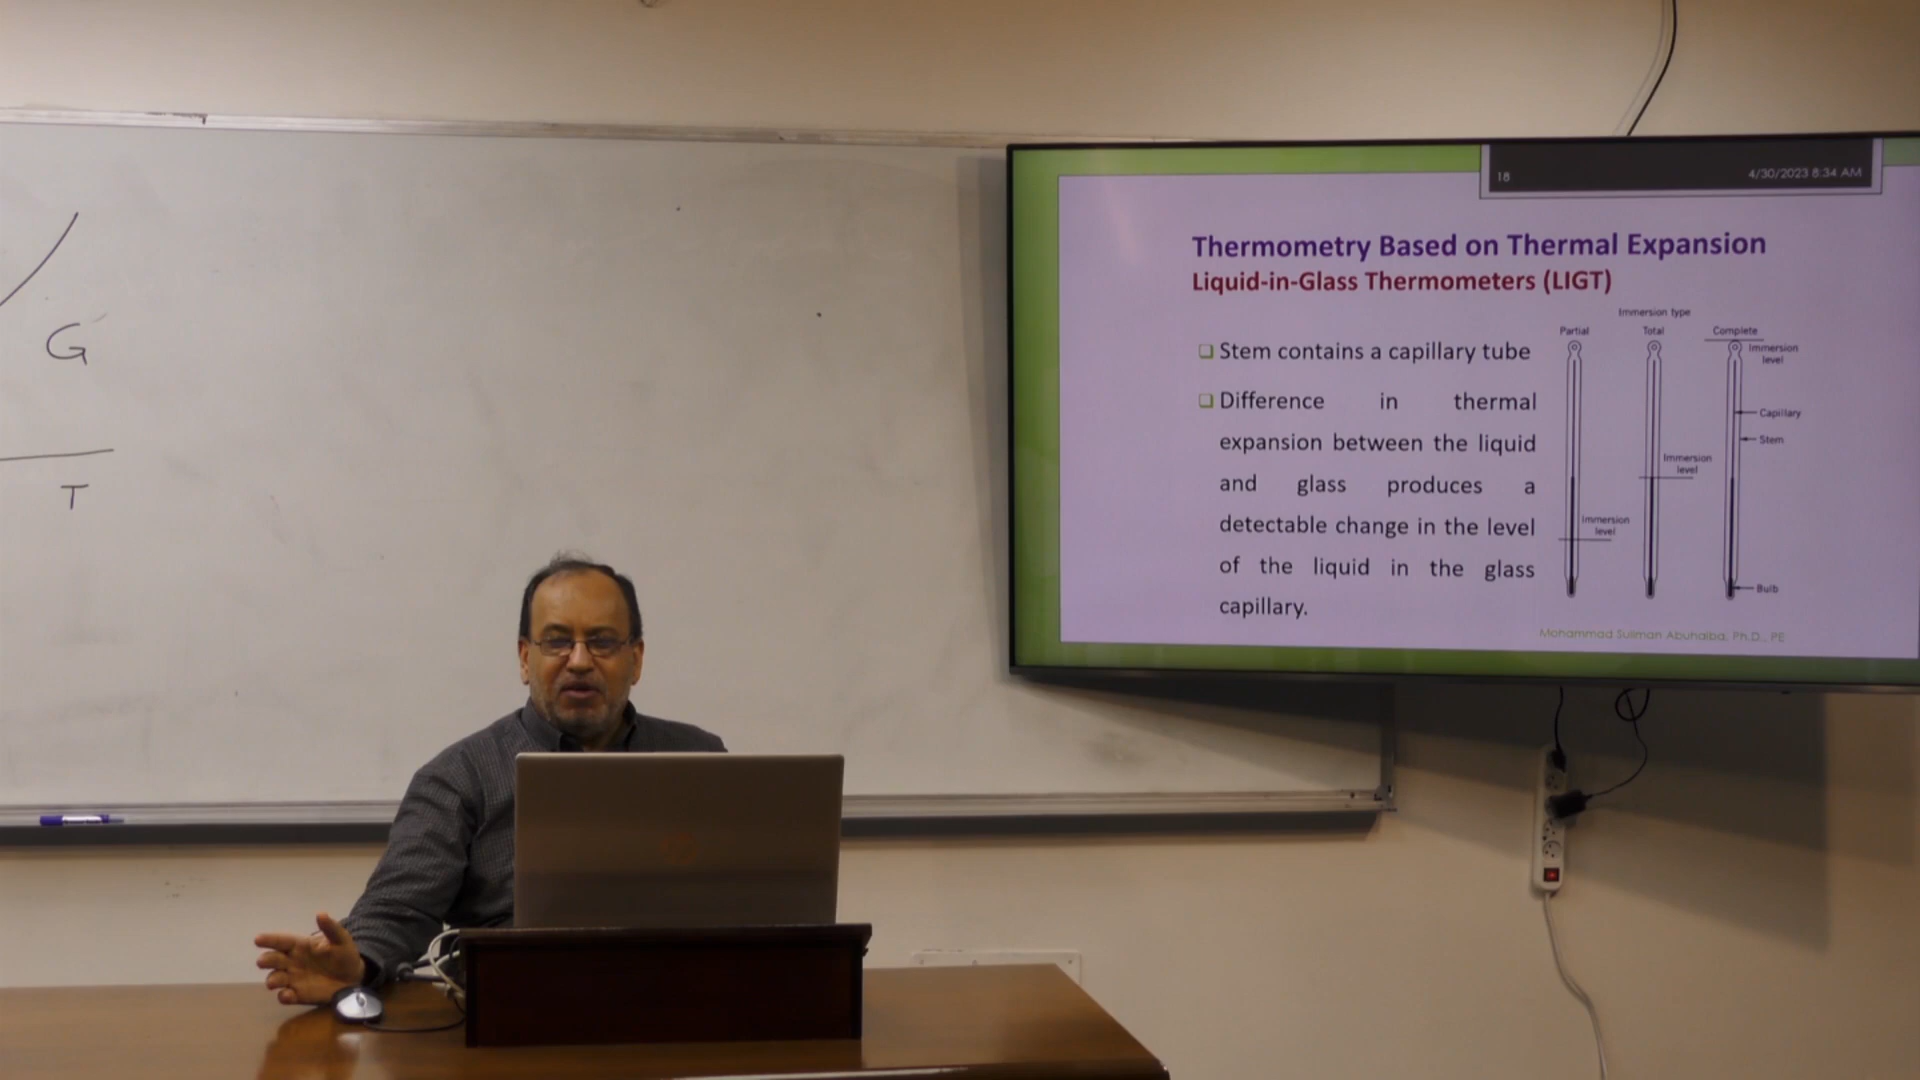 G
T
18
4/30/2023 8:34 AM
Thermometry Based on Thermal Expansion
Liquid-in-Glass Thermometers (LIGT)
Stem contains a capillary tube
Difference in thermal
expansion between the liquid
and glass produces a
detectable change in the level
of the liquid in the glass
capillary.
Immersion type
Partial Total Complete
Immersion
level
Capillary
Stem
Immersion
level
Immersion
level
Bulb
Mohammad Suliman Abuhaiba, Ph.D., PE